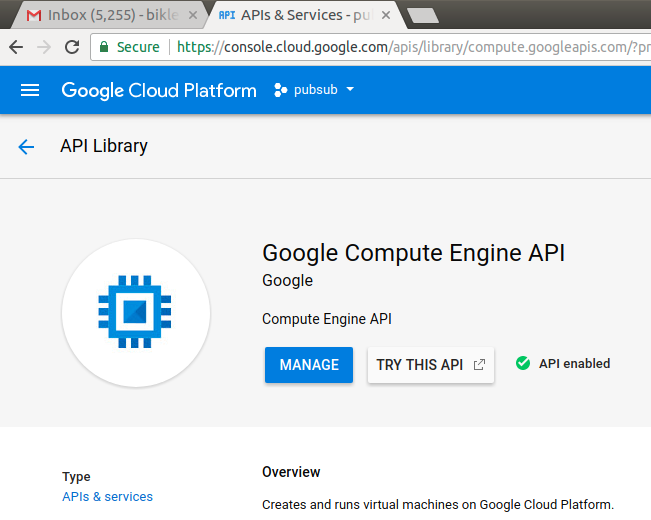 Inbox (5,255) - bikle
API APIs & Services - pu
Secure https://console.cloud.google.com/apis/library/compute.googleapis.com/?pr
Google Cloud Platform pubsub
API Library
Google Compute Engine API
Google
Compute Engine API
MANAGE TRY THIS API API enabled
Type
APIs & services
Overview
Creates and runs virtual machines on Google Cloud Platform.